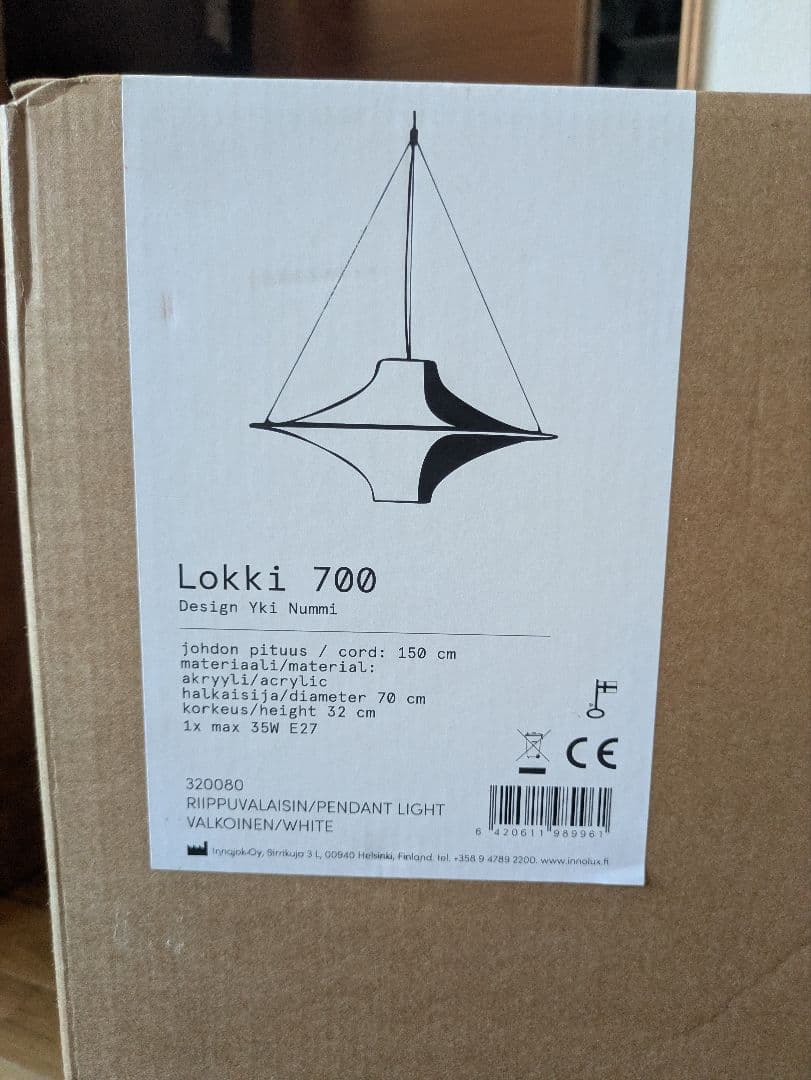 Lokki 700
Design Yki Nummi
johdon pituus / cord: 150 cm
materiaali/material:
akryyli/acrylic
halkaisija/diameter 70 cm
korkeus/height 32 cm
1x max 35W E27
CE
320080
RIIPPUVALAISIN/PENDANT LIGHT
VALKOINEN/WHITE
6 420611 989961
Innojok Oy, Sirrikuja 3 L, 00940 Helsinki, Finland. tel. +358 9 4789 2200. www.innolux.fi